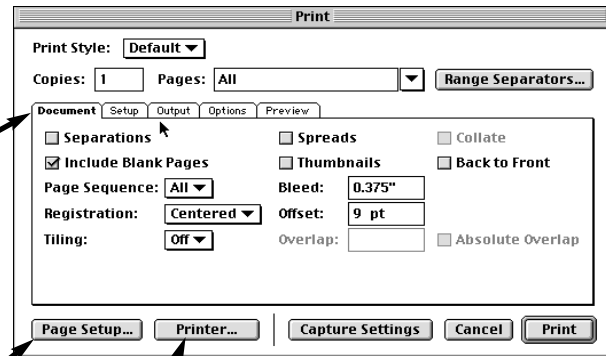 Print
Print Style: Default
Copies: 1 Pages: All Range Separators...
Document Setup Output Options Preview
Separations Spreads Collate
Include Blank Pages Thumbnails Back to Front
Page Sequence: All Bleed: 0.375"
Registration: Centered Offset: 9 pt
Tiling: Off Overlap: Absolute Overlap
Page Setup... Printer... Capture Settings Cancel Print